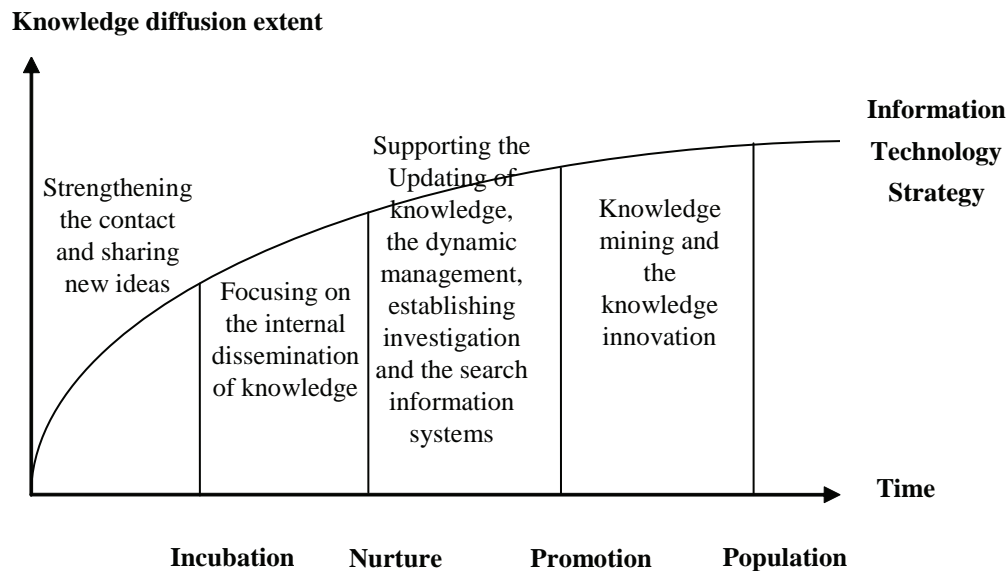 Knowledge diffusion extent
Information
Technology
Strategy
Strengthening
the contact
and sharing
new ideas
Focusing on
the internal
dissemination
of knowledge
Supporting the
Updating of
knowledge,
the dynamic
management,
establishing
investigation
and the search
information
systems
Knowledge
mining and
the
knowledge
innovation
Time
Incubation
Nurture
Promotion
Population